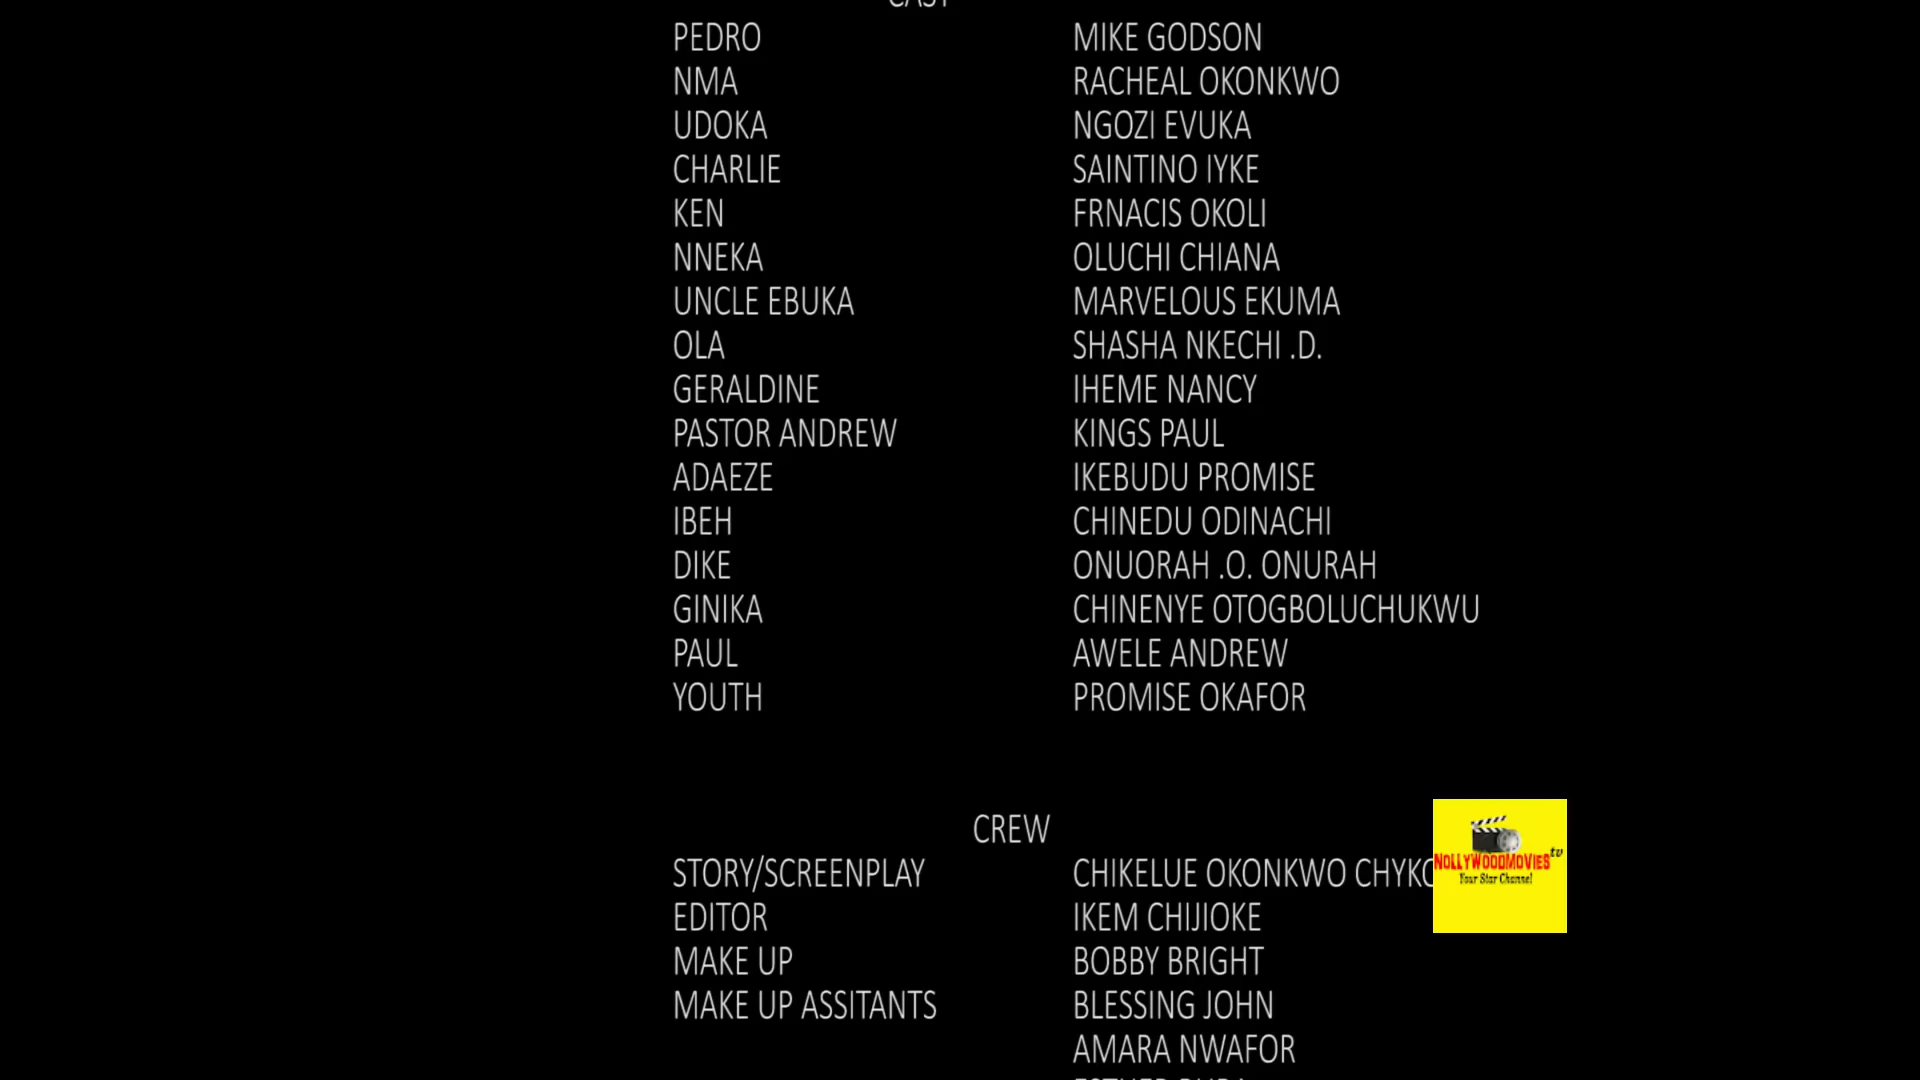 CAST
PEDRO MIKE GODSON
NMA RACHEAL OKONKWO
UDOKA NGOZI EVUKA
CHARLIE SAINTINO IYKE
KEN FRNACIS OKOLI
NNEKA OLUCHI CHIANA
UNCLE EBUKA MARVELOUS EKUMA
OLA SHASHA NKECHI .D.
GERALDINE IHEME NANCY
PASTOR ANDREW KINGS PAUL
ADAEZE IKEBUDU PROMISE
IBEH CHINEDU ODINACHI
DIKE ONUORAH .O. ONURAH
GINIKA CHINENYE OTOGBOLUCHUKWU
PAUL AWELE ANDREW
YOUTH PROMISE OKAFOR
CREW
STORY/SCREENPLAY CHIKELUE OKONKWO
EDITOR IKEM CHIJIOKE
MAKE UP BOBBY BRIGHT
MAKE UP ASSITANTS BLESSING JOHN
AMARA NWAFOR
NOLLYWOODMOVIES tv
Your Star Channel